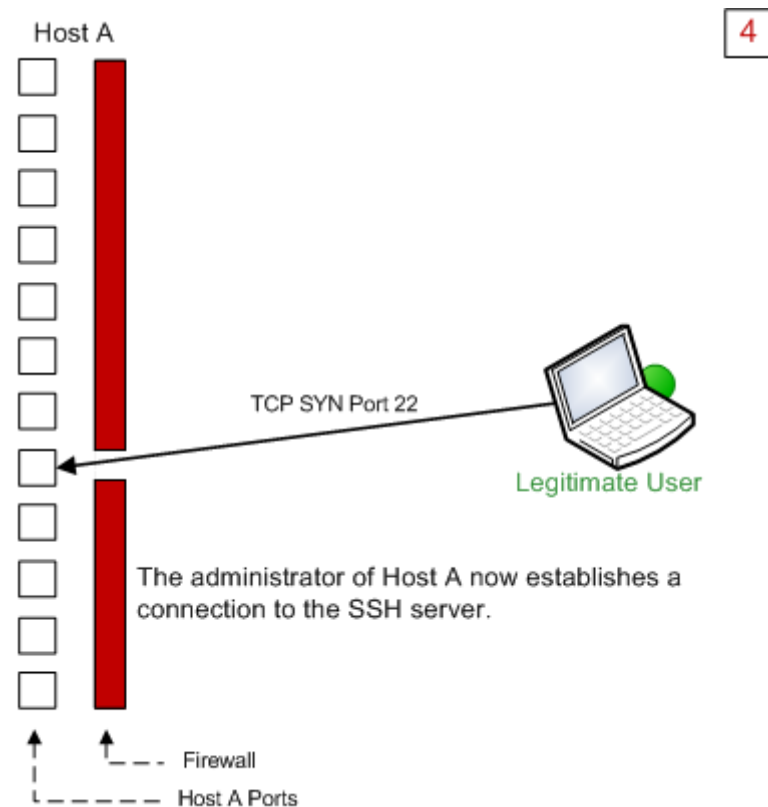 Host A
4
TCP SYN Port 22
Legitimate User
The administrator of Host A now establishes a
connection to the SSH server.
Firewall
Host A Ports